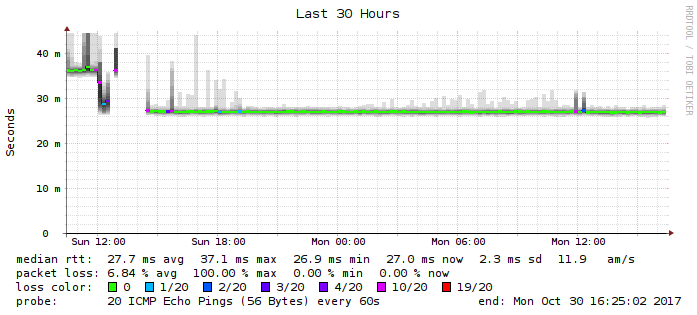 Last 30 Hours
RRDTOOL / TOBI OETIKER
Seconds
40 m
30 m
20 m
10 m
0
Sun 12:00 Sun 18:00 Mon 00:00 Mon 06:00 Mon 12:00
median rtt: 27.7 ms avg 37.1 ms max 26.9 ms min 27.0 ms now 2.3 ms sd 11.9 am/s
packet loss: 6.84 % avg 100.00 % max 0.00 % min 0.00 % now
loss color: 0 1/20 2/20 3/20 4/20 10/20 19/20
probe: 20 ICMP Echo Pings (56 Bytes) every 60s end: Mon Oct 30 16:25:02 2017